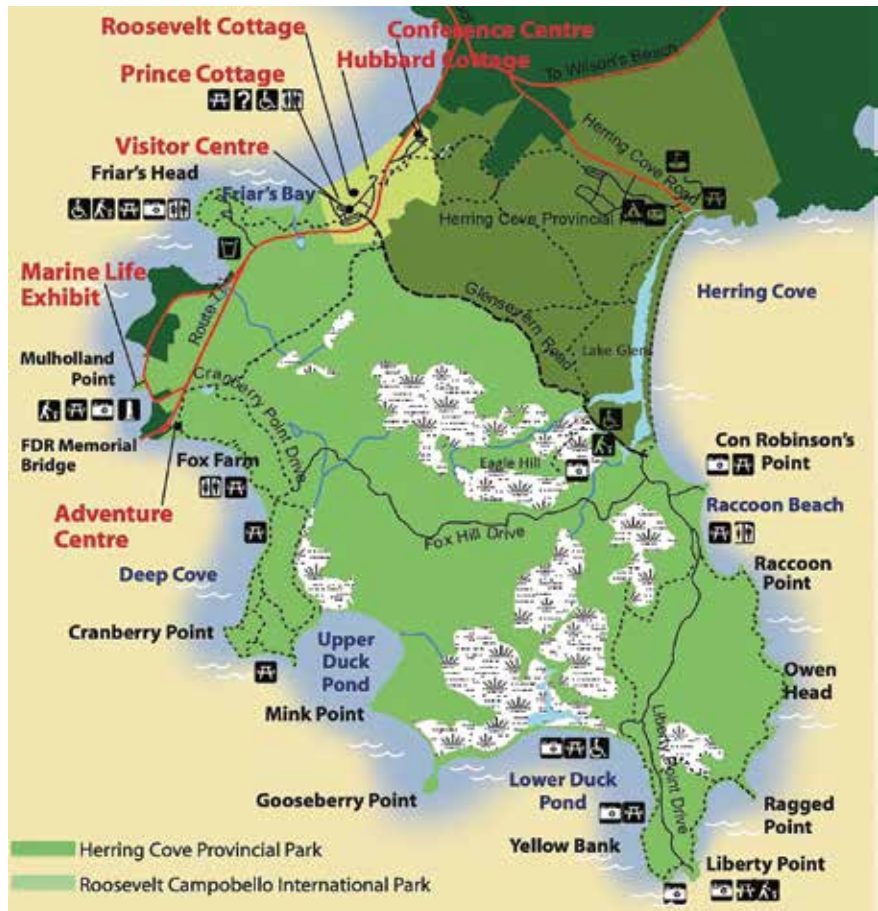 Roosevelt Cottage
Conference Centre
Hubbard Cottage
Prince Cottage
?
To Wilson's Beach
Visitor Centre
Herring Cove Road
Friar's Head
Friar's Bay
Herring Cove Provincial
Marine Life
Exhibit
Route 774
Glensevern Road
Herring Cove
Lake Glens
Mulholland
Point
Cranberry Point Drive
FDR Memorial
Bridge
Fox Farm
Eagle Hill
Con Robinson's
Point
Adventure
Centre
Raccoon Beach
Fox Hill Drive
Deep Cove
Raccoon
Point
Cranberry Point
Upper
Duck
Pond
Owen
Head
Mink Point
Liberty Point Drive
Lower Duck
Pond
Gooseberry Point
Ragged
Point
Yellow Bank
Liberty Point
Herring Cove Provincial Park
Roosevelt Campobello International Park